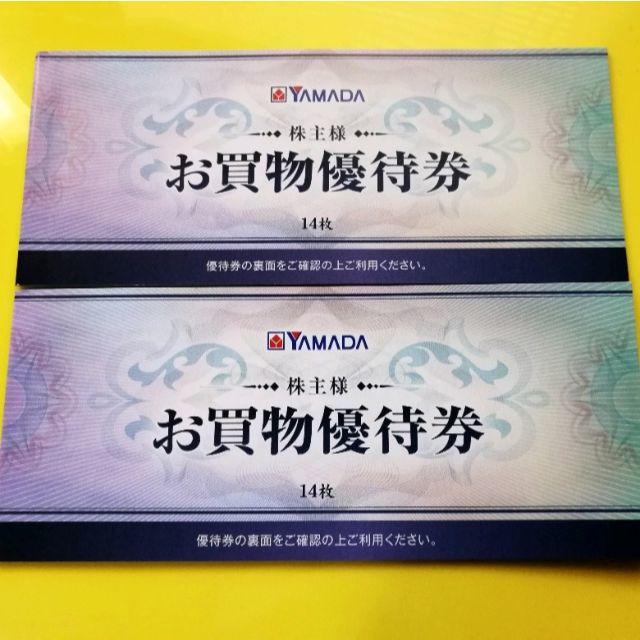 YAMADA
株主様
お買物優待券
14枚
優待券の裏面をご確認の上ご利用ください。
YAMADA
株主様
お買物優待券
14枚
優待券の裏面をご確認の上ご利用ください。